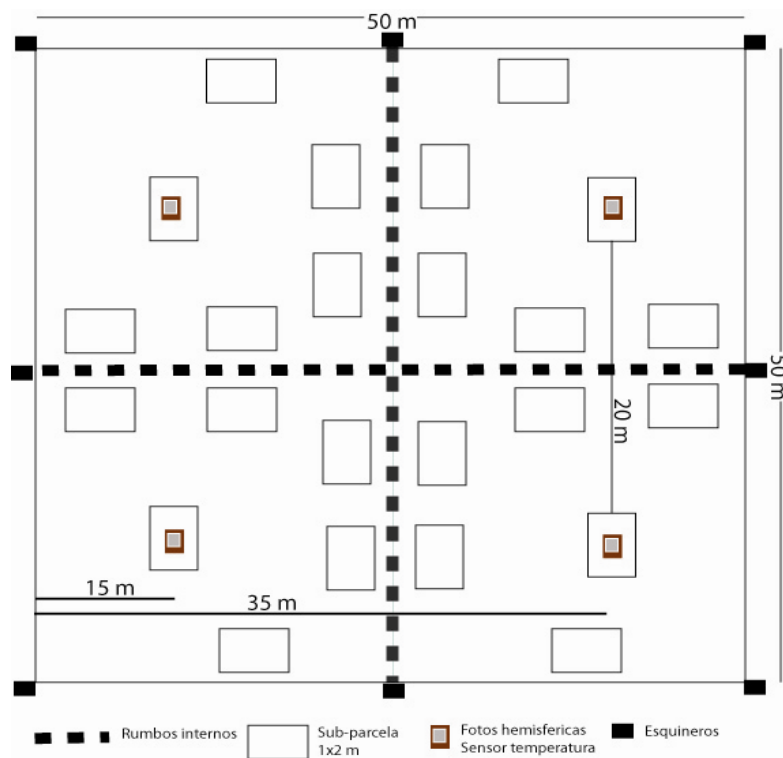 50 m
50 m
20 m
15 m
35 m
Rumbos internos
Sub-parcela
1x2 m
Fotos hemisfericas
Sensor temperatura
Esquineros